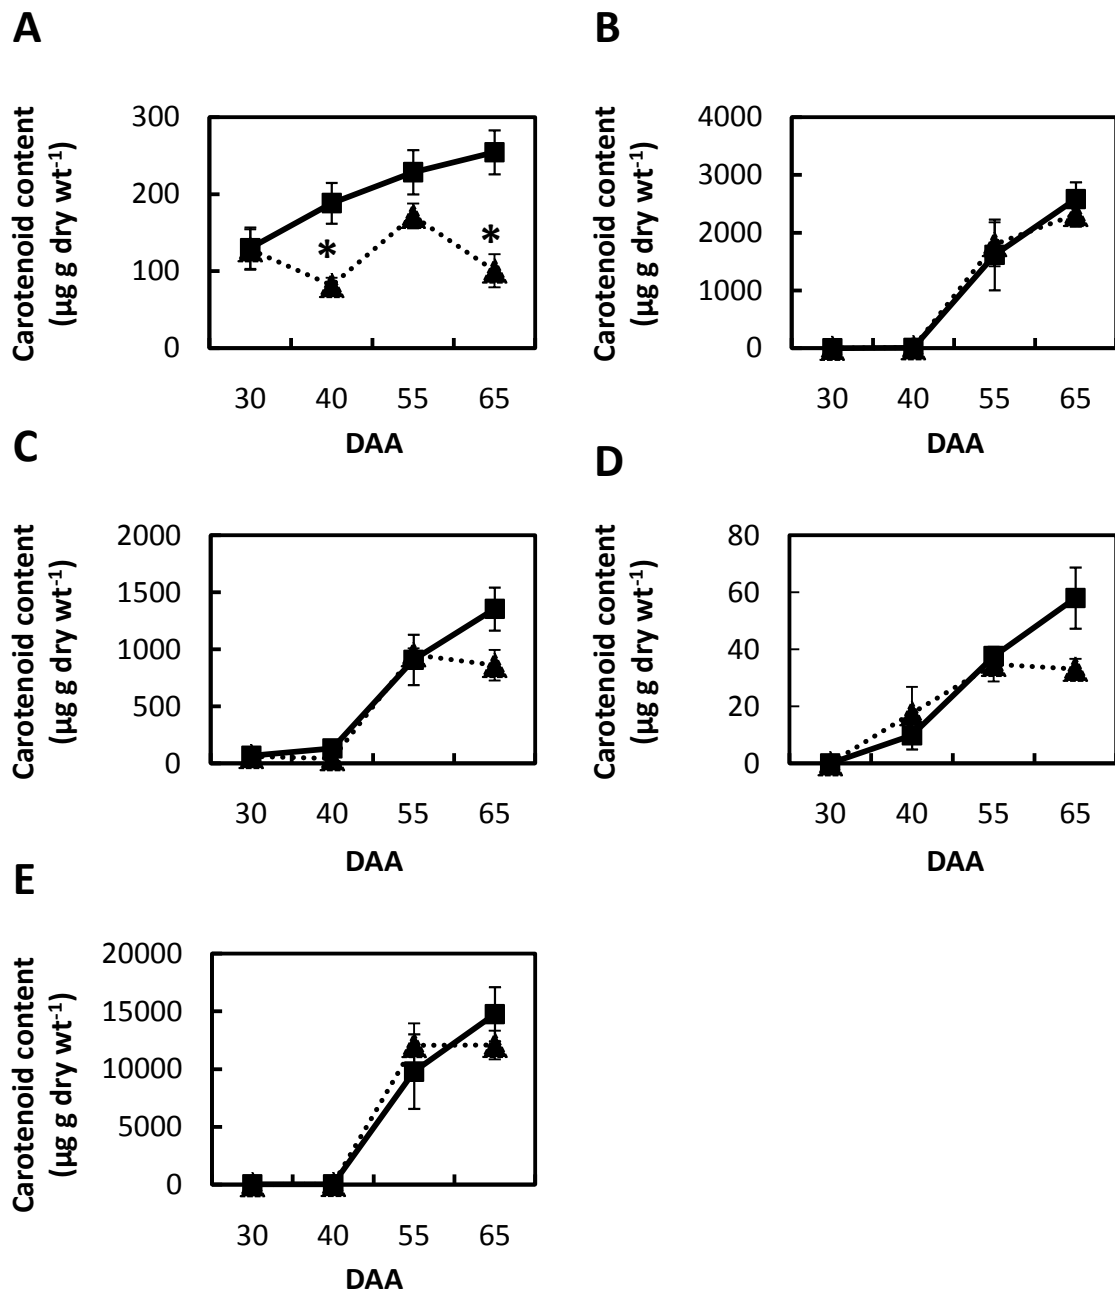 A
Carotenoid content
(µg g dry wt-1)
300
200
100
0
*
*
30 40 55 65
DAA
B
Carotenoid content
(µg g dry wt-1)
4000
3000
2000
1000
0
30 40 55 65
DAA
C
Carotenoid content
(µg g dry wt-1)
2000
1500
1000
500
0
30 40 55 65
DAA
D
Carotenoid content
(µg g dry wt-1)
80
60
40
20
0
30 40 55 65
DAA
E
Carotenoid content
(µg g dry wt-1)
20000
15000
10000
5000
0
30 40 55 65
DAA